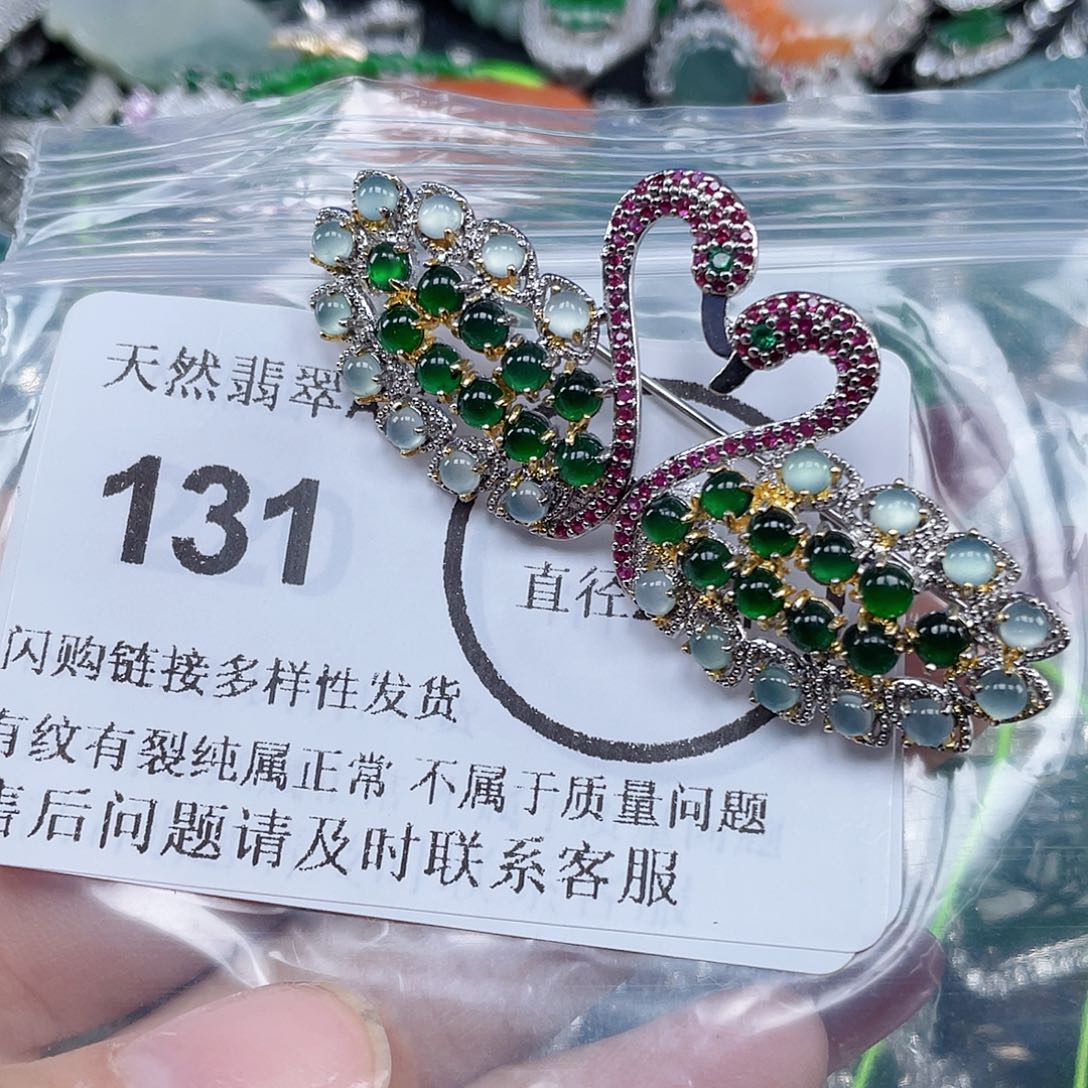 天然翡翠
131
直径
闪购链接多样性发货
有纹有裂纯属正常 不属于质量问题
售后问题请及时联系客服